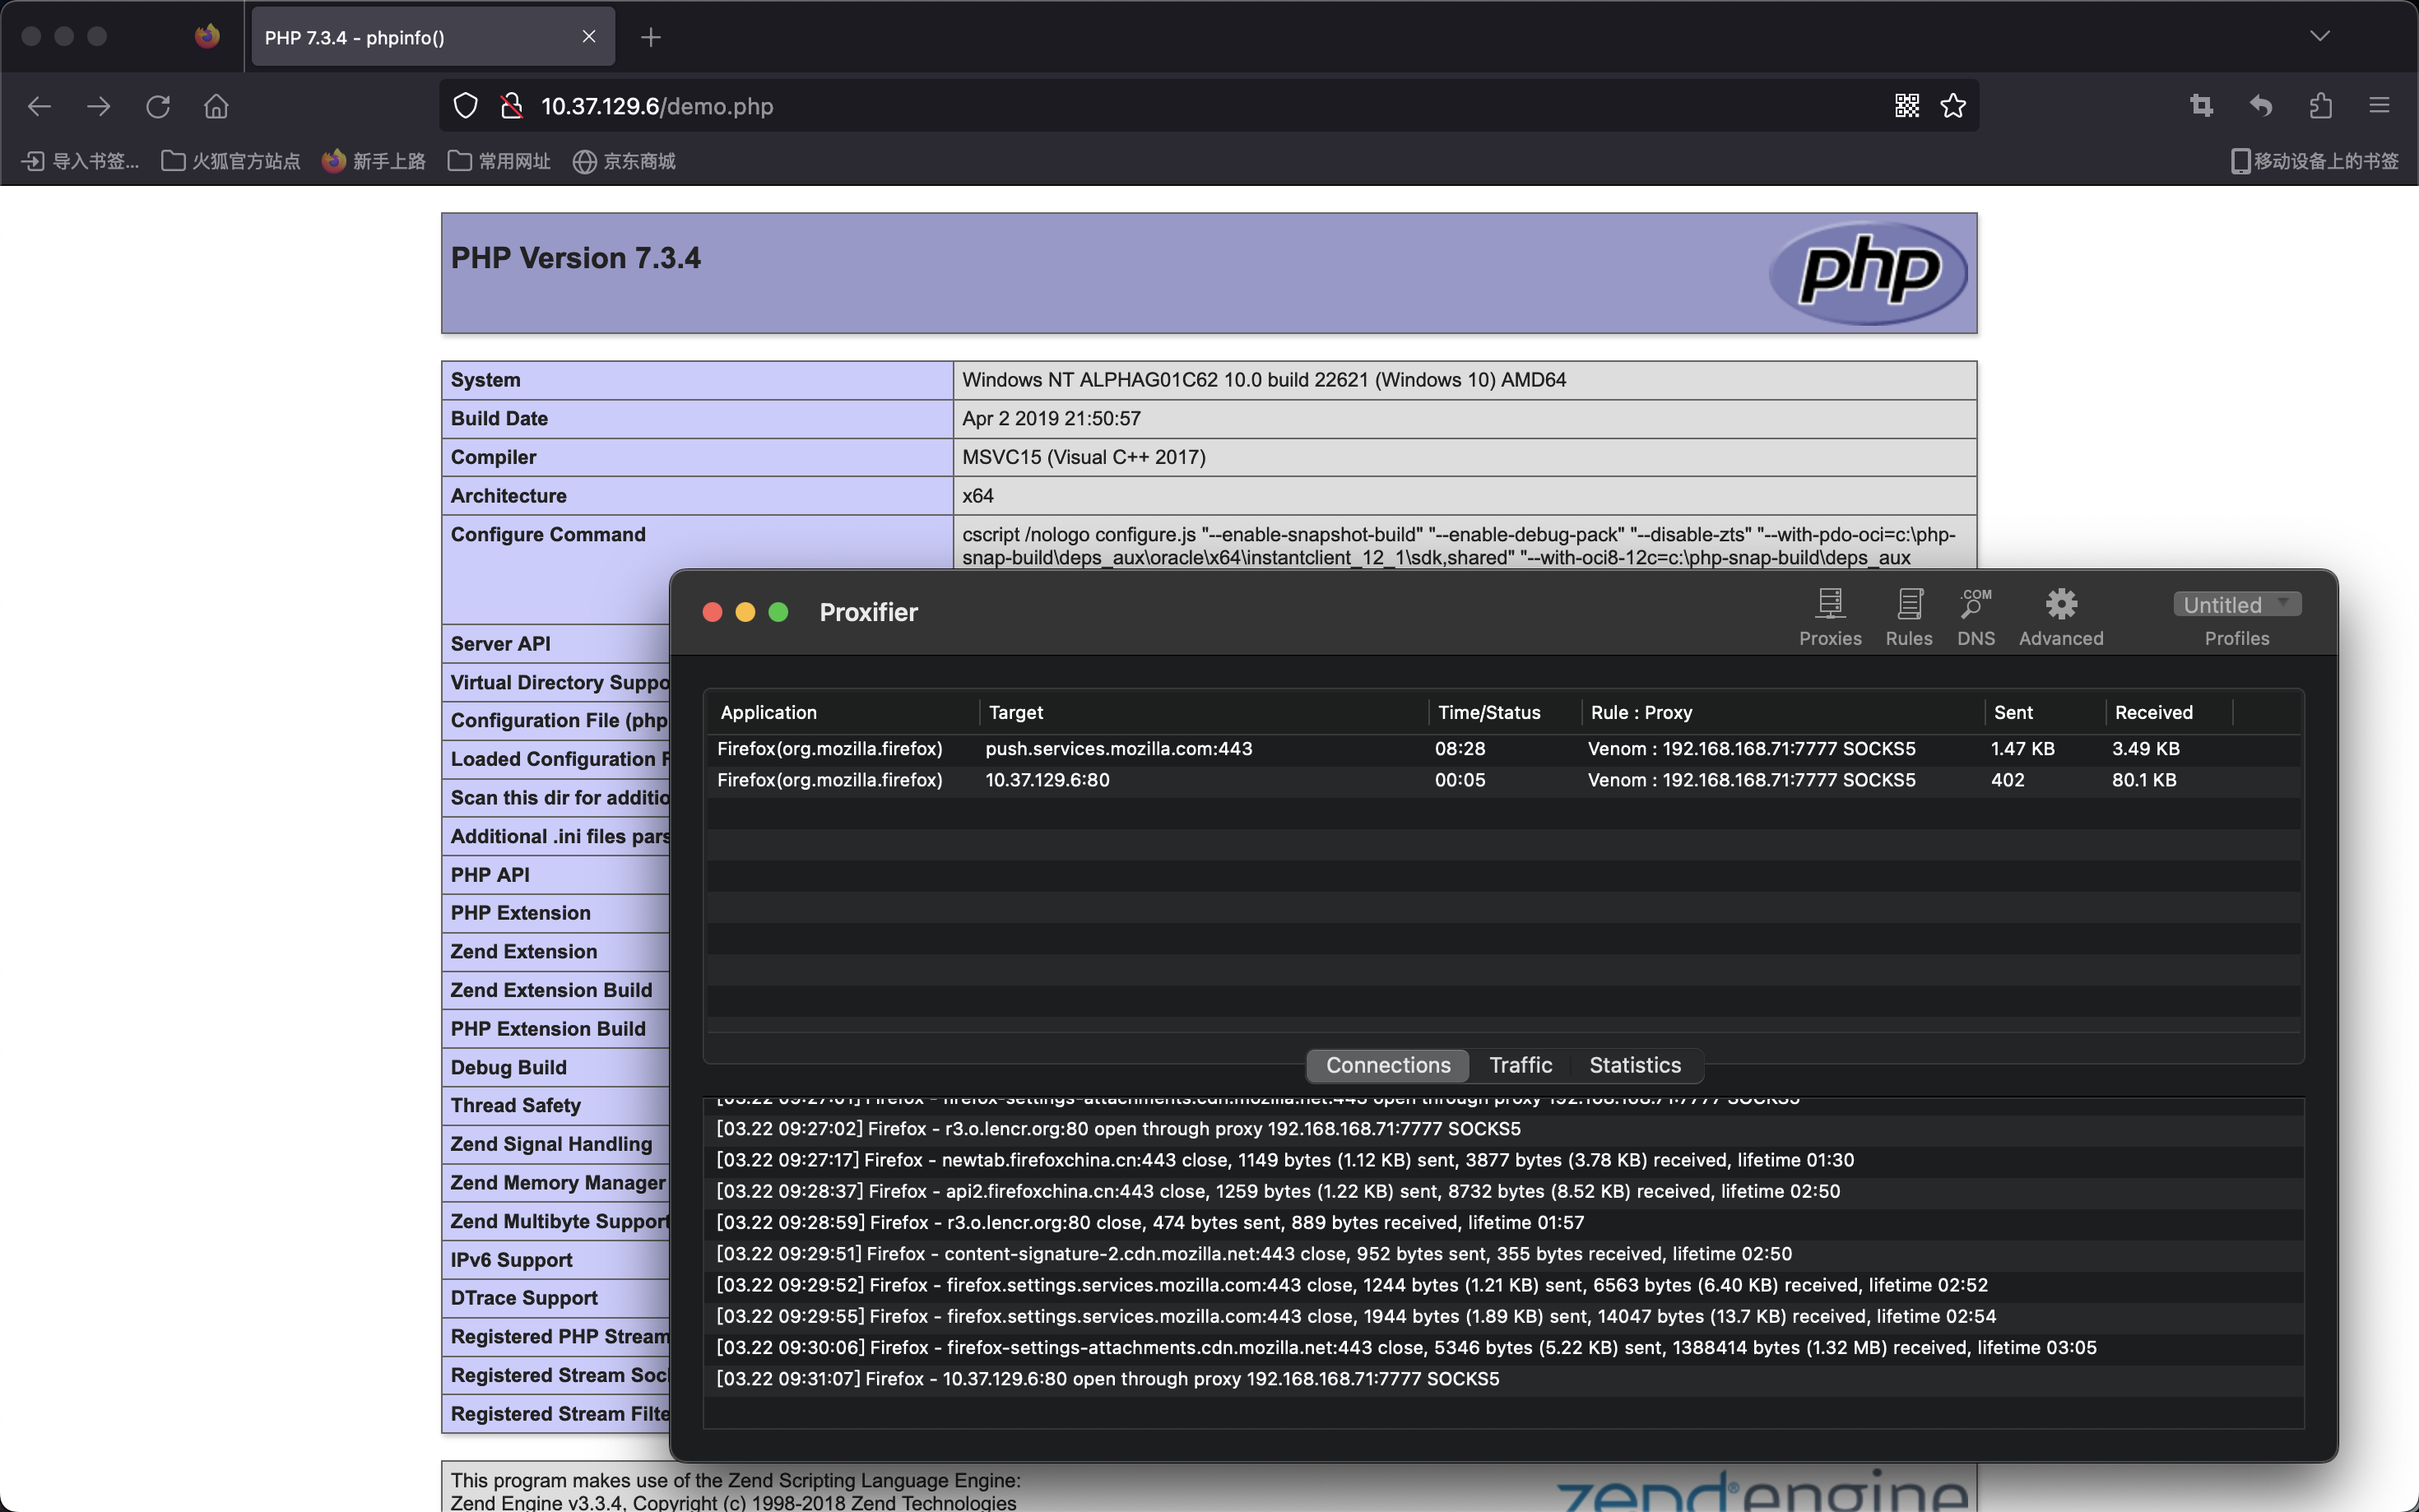 PHP 7.3.4 - phpinfo()
10.37.129.6/demo.php
导入书签...
火狐官方站点
新手上路
常用网址
京东商城
移动设备上的书签
PHP Version 7.3.4
php
System Windows NT ALPHAG01C62 10.0 build 22621 (Windows 10) AMD64
Build Date Apr 2 2019 21:50:57
Compiler MSVC15 (Visual C++ 2017)
Architecture x64
Configure Command cscript /nologo configure.js "--enable-snapshot-build" "--enable-debug-pack" "--disable-zts" "--with-pdo-oci=c:\php-
snap-build\deps_aux\oracle\x64\instantclient_12_1\sdk,shared" "--with-oci8-12c=c:\php-snap-build\deps_aux
Server API
Virtual Directory Suppo
Configuration File (php
Loaded Configuration F
Scan this dir for additio
Additional .ini files pars
PHP API
PHP Extension
Zend Extension
Zend Extension Build
PHP Extension Build
Debug Build
Thread Safety
Zend Signal Handling
Zend Memory Manager
Zend Multibyte Support
IPv6 Support
DTrace Support
Registered PHP Stream
Registered Stream Soc
Registered Stream Filte
This program makes use of the Zend Scripting Language Engine:
Zend Engine v3.3.4, Copyright (c) 1998-2018 Zend Technologies
zend®engine
Proxifier
Proxies
Rules
.COM
DNS
Advanced
Untitled
Profiles
Application Target Time/Status Rule : Proxy Sent Received
Firefox(org.mozilla.firefox) push.services.mozilla.com:443 08:28 Venom : 192.168.168.71:7777 SOCKS5 1.47 KB 3.49 KB
Firefox(org.mozilla.firefox) 10.37.129.6:80 00:05 Venom : 192.168.168.71:7777 SOCKS5 402 80.1 KB
Connections Traffic Statistics
[03.22 09:27:01] Firefox - firefox-settings-attachments.cdn.mozilla.net:443 open through proxy 192.168.168.71:7777 SOCKS5
[03.22 09:27:02] Firefox - r3.o.lencr.org:80 open through proxy 192.168.168.71:7777 SOCKS5
[03.22 09:27:17] Firefox - newtab.firefoxchina.cn:443 close, 1149 bytes (1.12 KB) sent, 3877 bytes (3.78 KB) received, lifetime 01:30
[03.22 09:28:37] Firefox - api2.firefoxchina.cn:443 close, 1259 bytes (1.22 KB) sent, 8732 bytes (8.52 KB) received, lifetime 02:50
[03.22 09:28:59] Firefox - r3.o.lencr.org:80 close, 474 bytes sent, 889 bytes received, lifetime 01:57
[03.22 09:29:51] Firefox - content-signature-2.cdn.mozilla.net:443 close, 952 bytes sent, 355 bytes received, lifetime 02:50
[03.22 09:29:52] Firefox - firefox.settings.services.mozilla.com:443 close, 1244 bytes (1.21 KB) sent, 6563 bytes (6.40 KB) received, lifetime 02:52
[03.22 09:29:55] Firefox - firefox.settings.services.mozilla.com:443 close, 1944 bytes (1.89 KB) sent, 14047 bytes (13.7 KB) received, lifetime 02:54
[03.22 09:30:06] Firefox - firefox-settings-attachments.cdn.mozilla.net:443 close, 5346 bytes (5.22 KB) sent, 1388414 bytes (1.32 MB) received, lifetime 03:05
[03.22 09:31:07] Firefox - 10.37.129.6:80 open through proxy 192.168.168.71:7777 SOCKS5